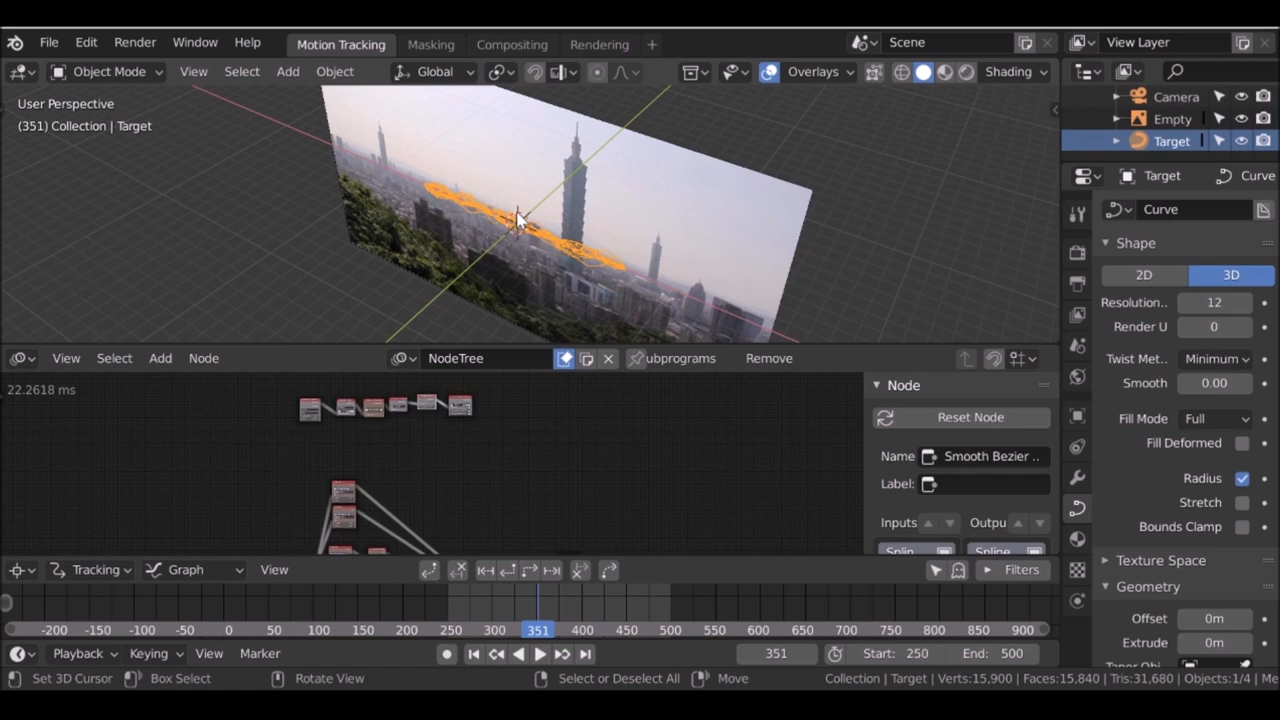 File Edit Render Window Help Motion Tracking Masking Compositing Rendering + Scene View Layer
Object Mode View Select Add Object Global Overlays Shading
User Perspective
(351) Collection | Target
Camera
Empty
Target
Target Curve
Curve
Shape
2D 3D
Resolution.. 12
Render U 0
Twist Met.. Minimum
Smooth 0.00
Fill Mode Full
Fill Deformed
Radius
Stretch
Bounds Clamp
Texture Space
Geometry
Offset 0m
Extrude 0m
View Select Add Node NodeTree ubprograms Remove
22.2618 ms
Node
Reset Node
Name Smooth Bezier ..
Label:
Inputs Outpu
Splin Spline
Tracking Graph View Filters
-200 -150 -100 -50 0 50 100 150 200 250 300 351 400 450 500 550 600 650 700 750 800 850 900
Playback Keying View Marker 351 Start: 250 End: 500
Set 3D Cursor Box Select Rotate View Select or Deselect All Move Collection | Target | Verts:15,900 | Faces:15,840 | Tris:31,680 | Objects:1/4 | Me